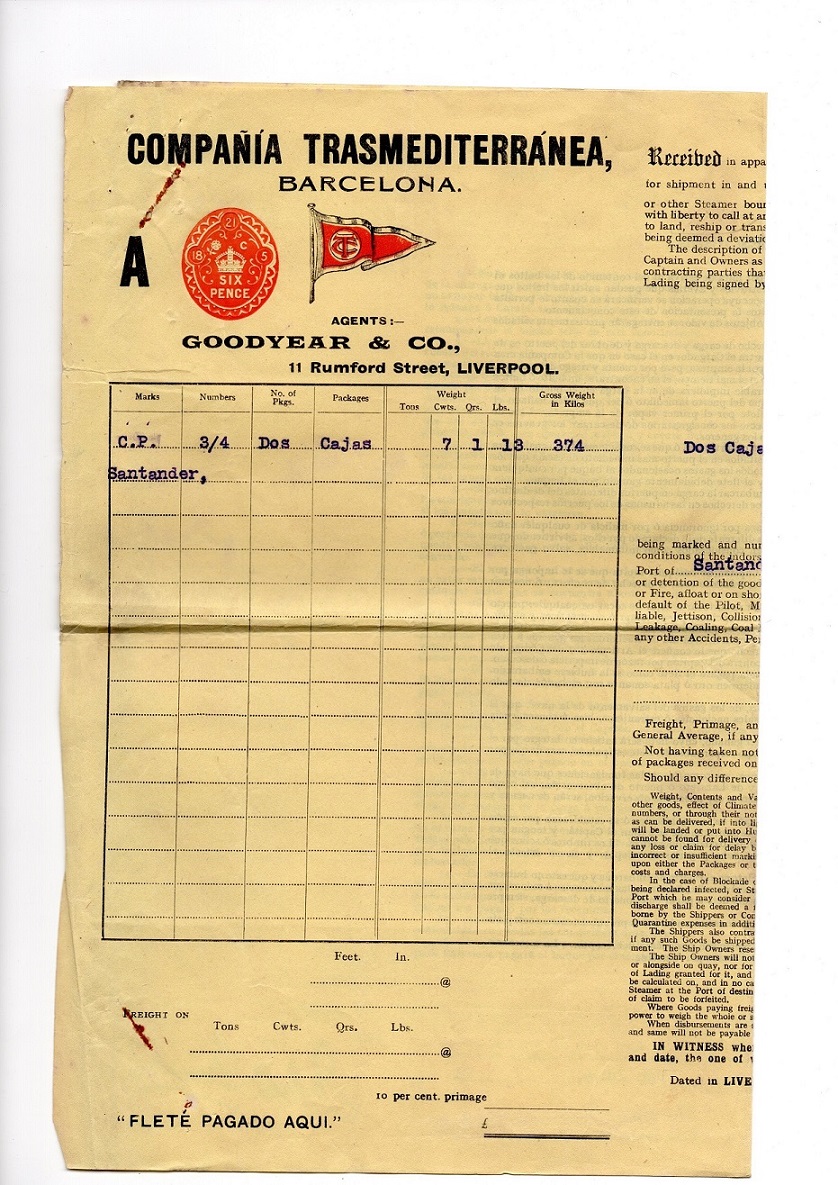 COMPAÑÍA TRASMEDITERRÁNEA,
BARCELONA.
A
21
18 C 5
SIX
PENCE
AGENTS:—
GOODYEAR & CO.,
11 Rumford Street, LIVERPOOL.
Marks Numbers No. of Pkgs. Packages Weight Gross Weight in Kilos
Tons Cwts. Qrs. Lbs.
C.P. 3/4 Dos Cajas 7 1 13 374
Santander,
Feet. In.
@
FREIGHT ON
Tons Cwts. Qrs. Lbs.
@
10 per cent. primage
"FLETÉ PAGADO AQUI."
£
Received in appa
for shipment in and
or other Steamer boun
with liberty to call at an
to land, reship or trans
being deemed a deviatio
The description of
Captain and Owners as
contracting parties tha
Lading being signed by
Dos Caja
being marked and num
conditions of the indors
Port of Santand
or detention of the good
or Fire, afloat or on sho
default of the Pilot, M
liable, Jettison, Collision
Leakage, Coaling, Coal
any other Accidents, Pe
Freight, Primage, an
General Average, if any
Not having taken not
of packages received on
Should any difference
Weight, Contents and Va
other goods, effect of Climate
numbers, or through their not
as can be delivered, if into li
will be landed or put into Hu
cannot be found for delivery
any loss or claim for delay b
incorrect or insufficient marki
upon either the Packages or t
costs and charges.
In the case of Blockade
being declared infected, or St
Port which he may consider
discharge shall be deemed a
borne by the Shippers or Con
Quarantine expenses in additi
The Shippers also contra
if any such Goods be shipped
ment. The Ship Owners rese
The Ship Owners will not
or alongside on quay, nor for
of Lading granted for it, and
be calculated on, and in no ca
Steamer at the Port of destin
of claim to be forfeited.
Where Goods paying freig
power to weigh the whole or s
When disbursements are
and same will not be payable
IN WITNESS whe
and date, the one of
Dated in LIVE